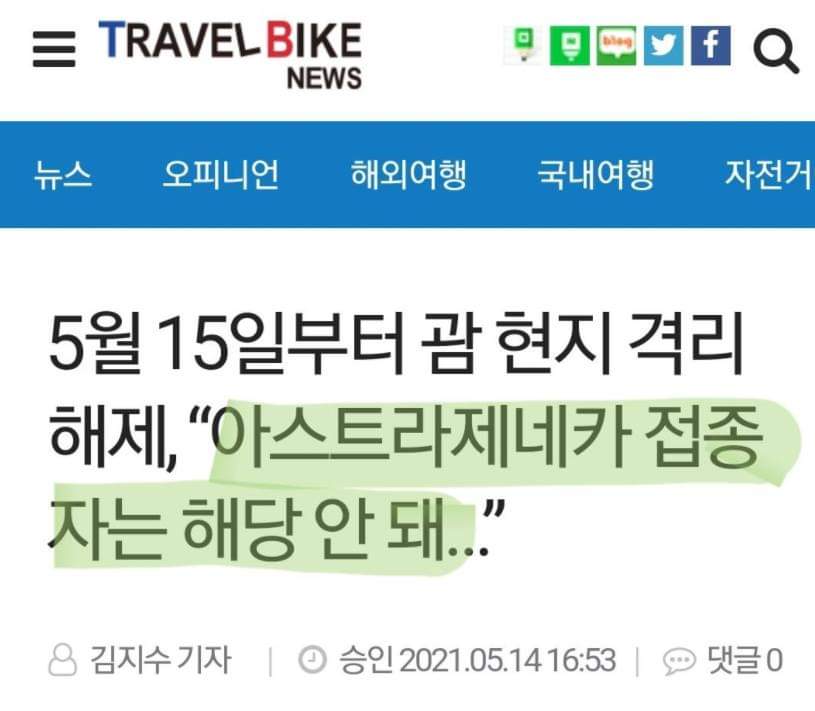 TRAVEL BIKE
NEWS
blog
뉴스 오피니언 해외여행 국내여행 자전거
5월 15일부터 괌 현지 격리
해제, “아스트라제네카 접종
자는 해당 안 돼...”
김지수 기자 | 승인 2021.05.14 16:53 | 댓글 0